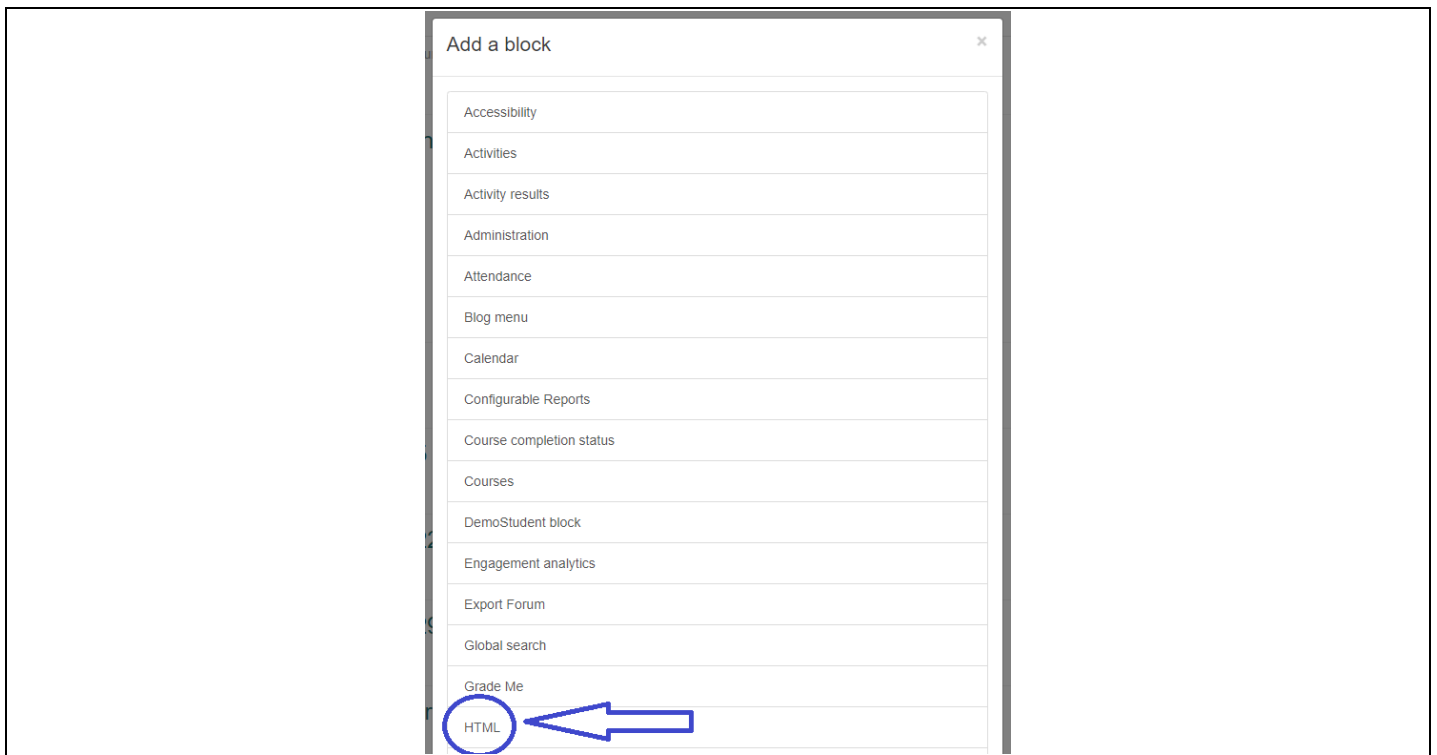 Add a block
×
Accessibility
Activities
Activity results
Administration
Attendance
Blog menu
Calendar
Configurable Reports
Course completion status
Courses
DemoStudent block
Engagement analytics
Export Forum
Global search
Grade Me
HTML